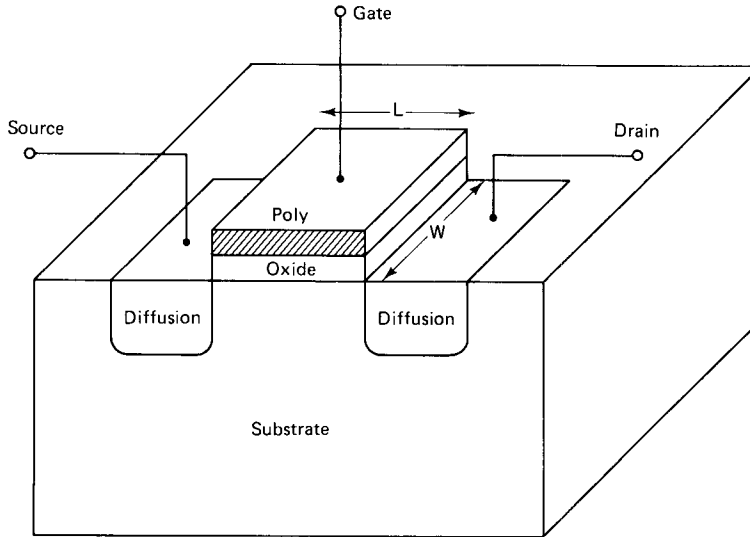 Gate
L
Source
Drain
Poly
W
Oxide
Diffusion
Diffusion
Substrate